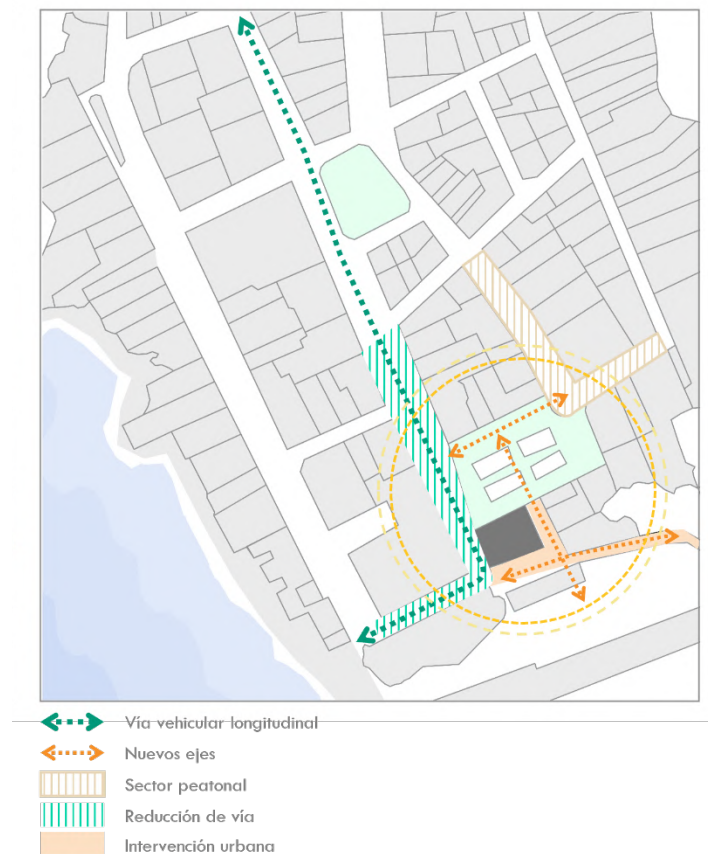 Vía vehicular longitudinal
Nuevos ejes
Sector peatonal
Reducción de vía
Intervención urbana